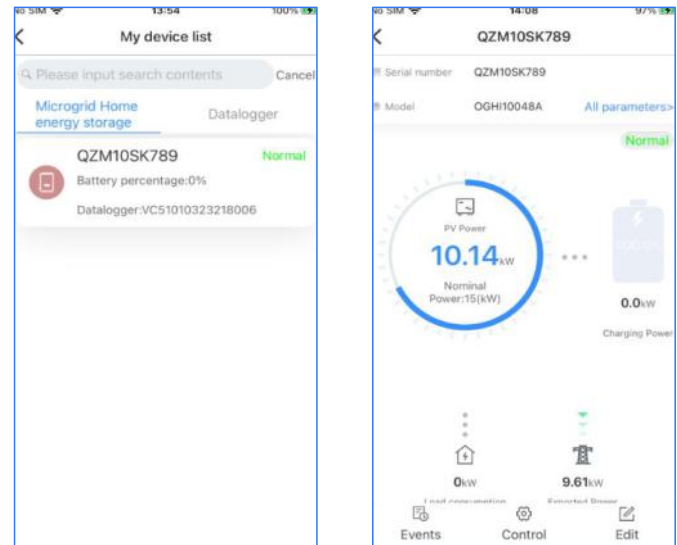 No SIM 13:54 100%
My device list
Please input search contents Cancel
Microgrid Home
energy storage
Datalogger
QZM10SK789 Normal
Battery percentage:0%
Datalogger:VC51010323218006
No SIM 14:08 97%
QZM10SK789
Serial number QZM10SK789
Model OGHI10048A All parameters>
Normal
PV Power
10.14kW
Nominal
Power:15(kW)
0.0kW
Charging Power
0kW 9.61kW
Load consumption Exported Power
Events Control Edit